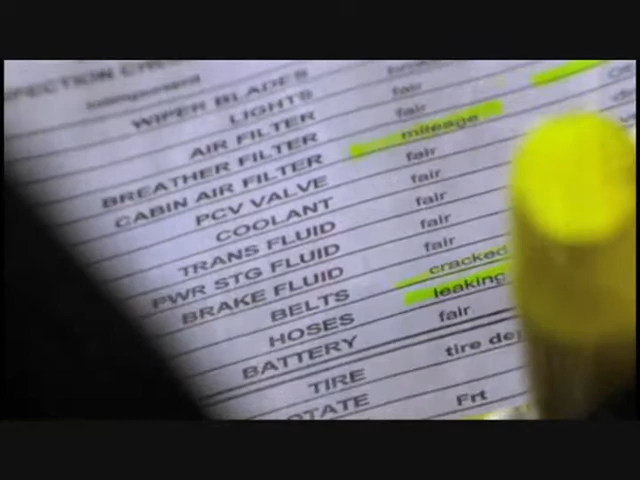 WIPER BLADES
LIGHTS
AIR FILTER fair
BREATHER FILTER fair
CABIN AIR FILTER mileage
PCV VALVE fair
COOLANT fair
TRANS FLUID fair
PWR STG FLUID fair
BRAKE FLUID fair
BELTS cracked
HOSES leaking
BATTERY fair
TIRE tire de
OTATE Frt